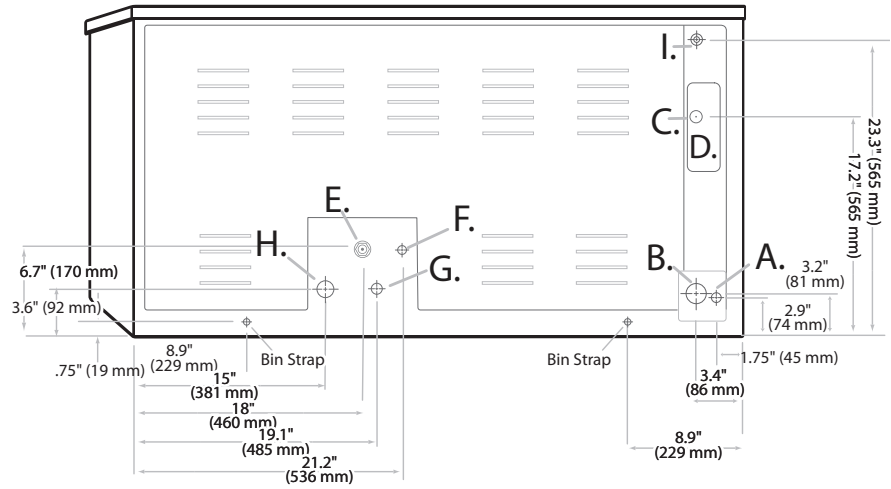 I.
C.
D.
23.3" (565 mm)
17.2" (565 mm)
E.
F.
H.
G.
B.
A.
6.7" (170 mm)
3.6" (92 mm)
3.2"
(81 mm)
2.9"
(74 mm)
.75" (19 mm)
8.9"
(229 mm)
Bin Strap
Bin Strap
1.75" (45 mm)
15"
(381 mm)
3.4"
(86 mm)
18"
(460 mm)
19.1"
(485 mm)
8.9"
(229 mm)
21.2"
(536 mm)